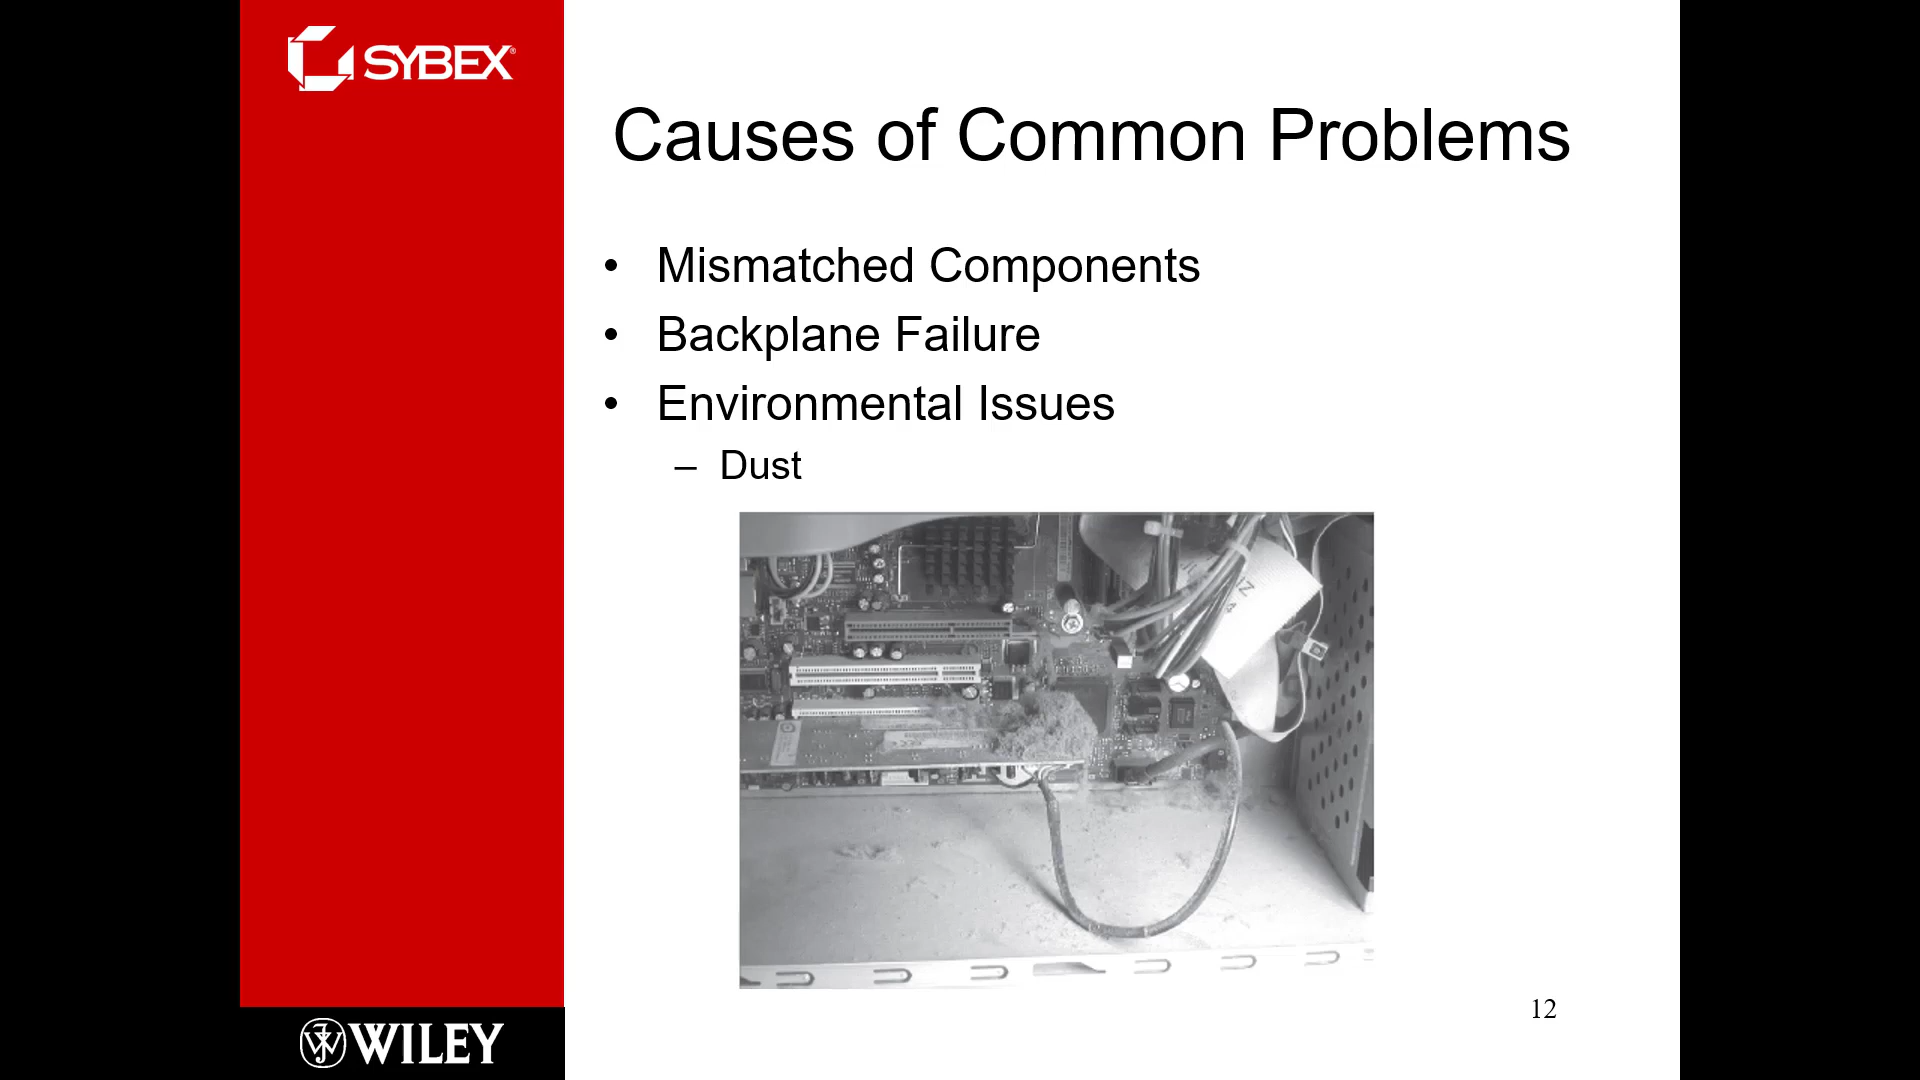 SYBEX®
Causes of Common Problems
• Mismatched Components
• Backplane Failure
• Environmental Issues
– Dust
WILEY
12